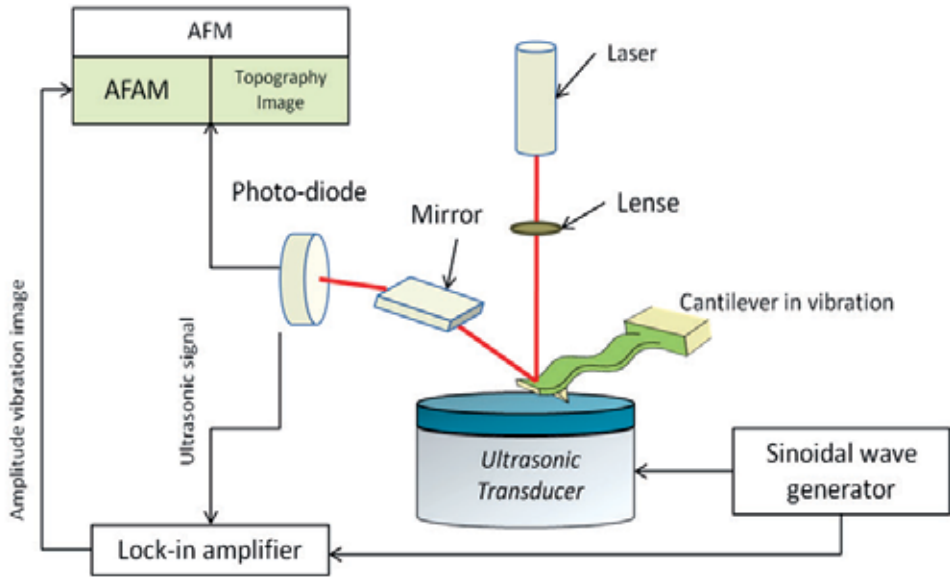 AFM
AFAM
Topography
Image
Laser
Photo-diode
Mirror
Lense
Cantilever in vibration
Amplitude vibration image
Ultrasonic signal
Ultrasonic
Transducer
Sinoidal wave
generator
Lock-in amplifier